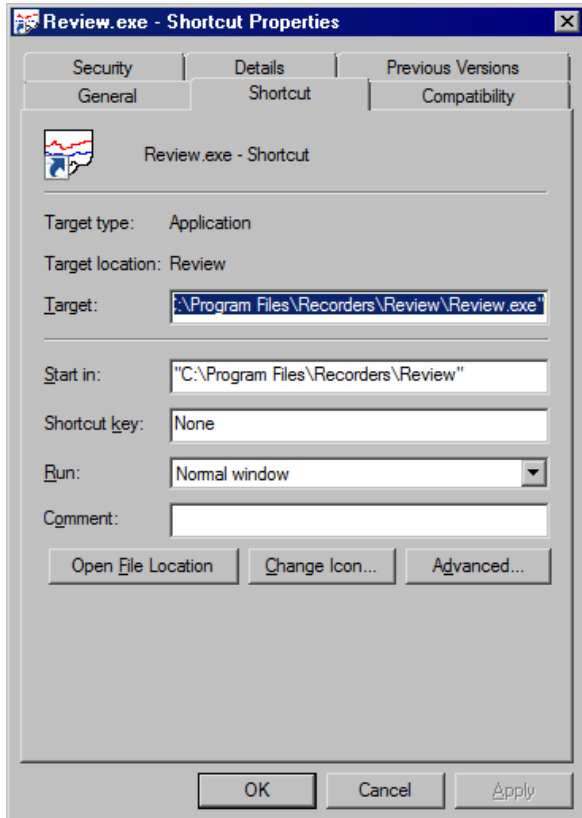 Review.exe - Shortcut Properties
Security Details Previous Versions
General Shortcut Compatibility
Review.exe - Shortcut
Target type: Application
Target location: Review
Target: :\Program Files\Recorders\Review\Review.exe"
Start in: "C:\Program Files\Recorders\Review"
Shortcut key: None
Run: Normal window
Comment:
Open File Location Change Icon... Advanced...
OK Cancel Apply